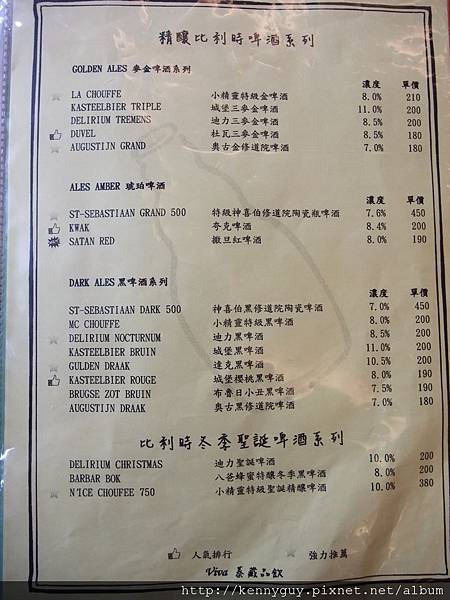 精釀比利時啤酒系列
GOLDEN ALES 麥金啤酒系列
濃度 單價
LA CHOUFFE 小精靈特級金啤酒 8.0% 210
KASTEELBIER TRIPLE 城堡三麥金啤酒 11.0% 200
DELIRIUM TREMENS 迪力三麥金啤酒 8.5% 200
DUVEL 杜瓦三麥金啤酒 8.5% 180
AUGUSTIJN GRAND 奧古金修道院啤酒 7.0% 180
ALES AMBER 琥珀啤酒
濃度 單價
ST-SEBASTIAAN GRAND 500 特級神喜伯修道院陶瓷瓶啤酒 7.6% 450
KWAK 夸克啤酒 8.4% 200
SATAN RED 撒旦紅啤酒 8.0% 190
DARK ALES 黑啤酒系列
濃度 單價
ST-SEBASTIAAN DARK 500 神喜伯黑修道院陶瓷啤酒 7.0% 450
MC CHOUFFE 小精靈特級黑啤酒 8.0% 200
DELIRIUM NOCTURNUM 迪力黑啤酒 8.5% 200
KASTEELBIER BRUIN 城堡黑啤酒 11.0% 200
GULDEN DRAAK 達克黑啤酒 10.5% 200
KASTEELBIER ROUGE 城堡櫻桃黑啤酒 8.0% 190
BRUGSE ZOT BRUIN 布魯日小丑黑啤酒 7.5% 190
AUGUSTIJN DRAAK 奧古黑修道院啤酒 7.0% 180
比利時冬季聖誕啤酒系列
DELIRIUM CHRISTMAS 迪力聖誕啤酒 10.0% 200
BARBAR BOK 八爸蜂蜜特釀冬季黑啤酒 8.0% 200
N'ICE CHOUFEE 750 小精靈特級聖誕精釀啤酒 10.0% 380
人氣排行 強力推薦
Viva 泰藏品飲
http://kennyguy.pixnet.net/album